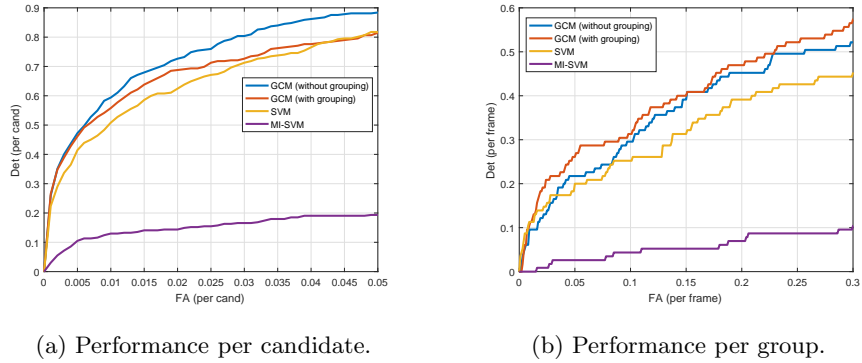 0.9
0.8
0.7
0.6
0.5
0.4
0.3
0.2
0.1
0
Det (per cand)
GCM (without grouping)
GCM (with grouping)
SVM
MI-SVM
0 0.005 0.01 0.015 0.02 0.025 0.03 0.035 0.04 0.045 0.05
FA (per cand)
(a) Performance per candidate.
0.6
0.5
0.4
0.3
0.2
0.1
0
Det (per frame)
GCM (without grouping)
GCM (with grouping)
SVM
MI-SVM
0 0.05 0.1 0.15 0.2 0.25 0.3
FA (per frame)
(b) Performance per group.